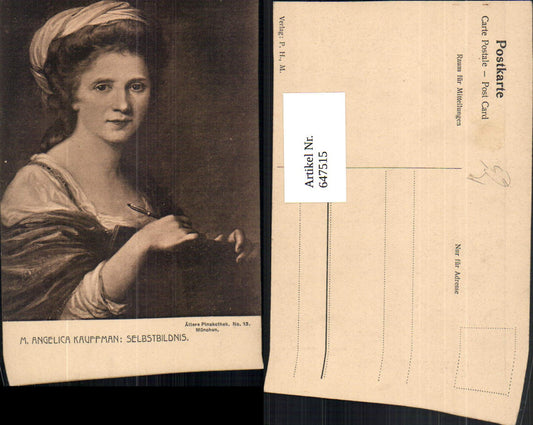 Ältere Pinakothek. No. 13.
München.
M. ANGELICA KAUFFMAN: SELBSTBILDNIS.
Verlag: P. H., M.
Artikel Nr.
647515
Postkarte
Carte Postale – Post Card
Raum für Mitteilungen
Nur für Adresse